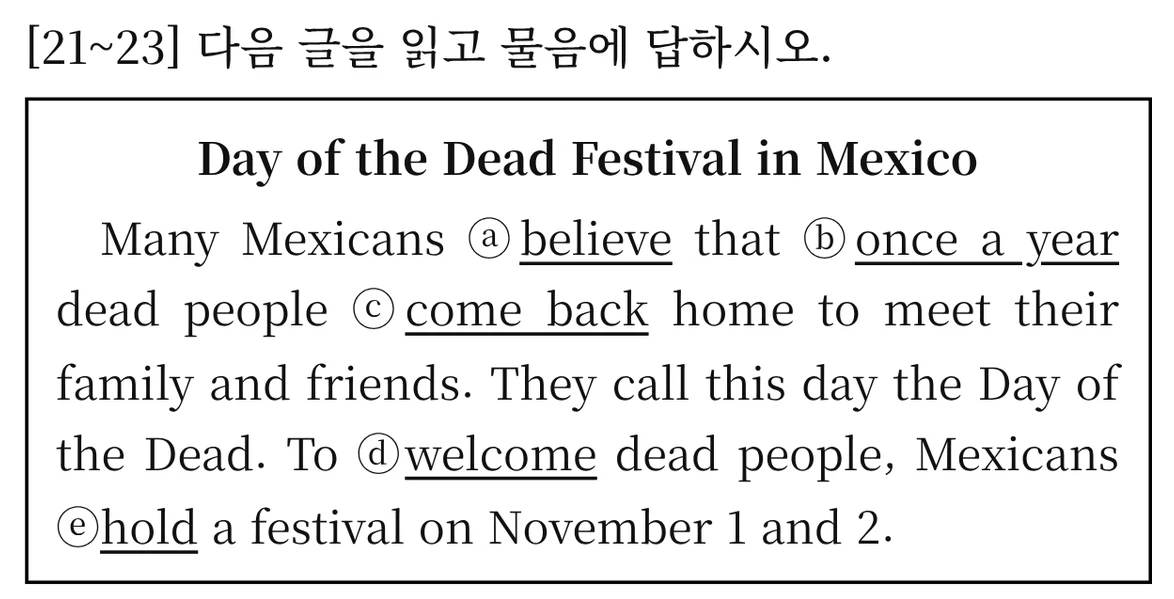 [21~23] 다음 글을 읽고 물음에 답하시오.
Day of the Dead Festival in Mexico
Many Mexicans ⓐbelieve that ⓑonce a year
dead people ⓒcome back home to meet their
family and friends. They call this day the Day of
the Dead. To ⓓwelcome dead people, Mexicans
ⓔhold a festival on November 1 and 2.